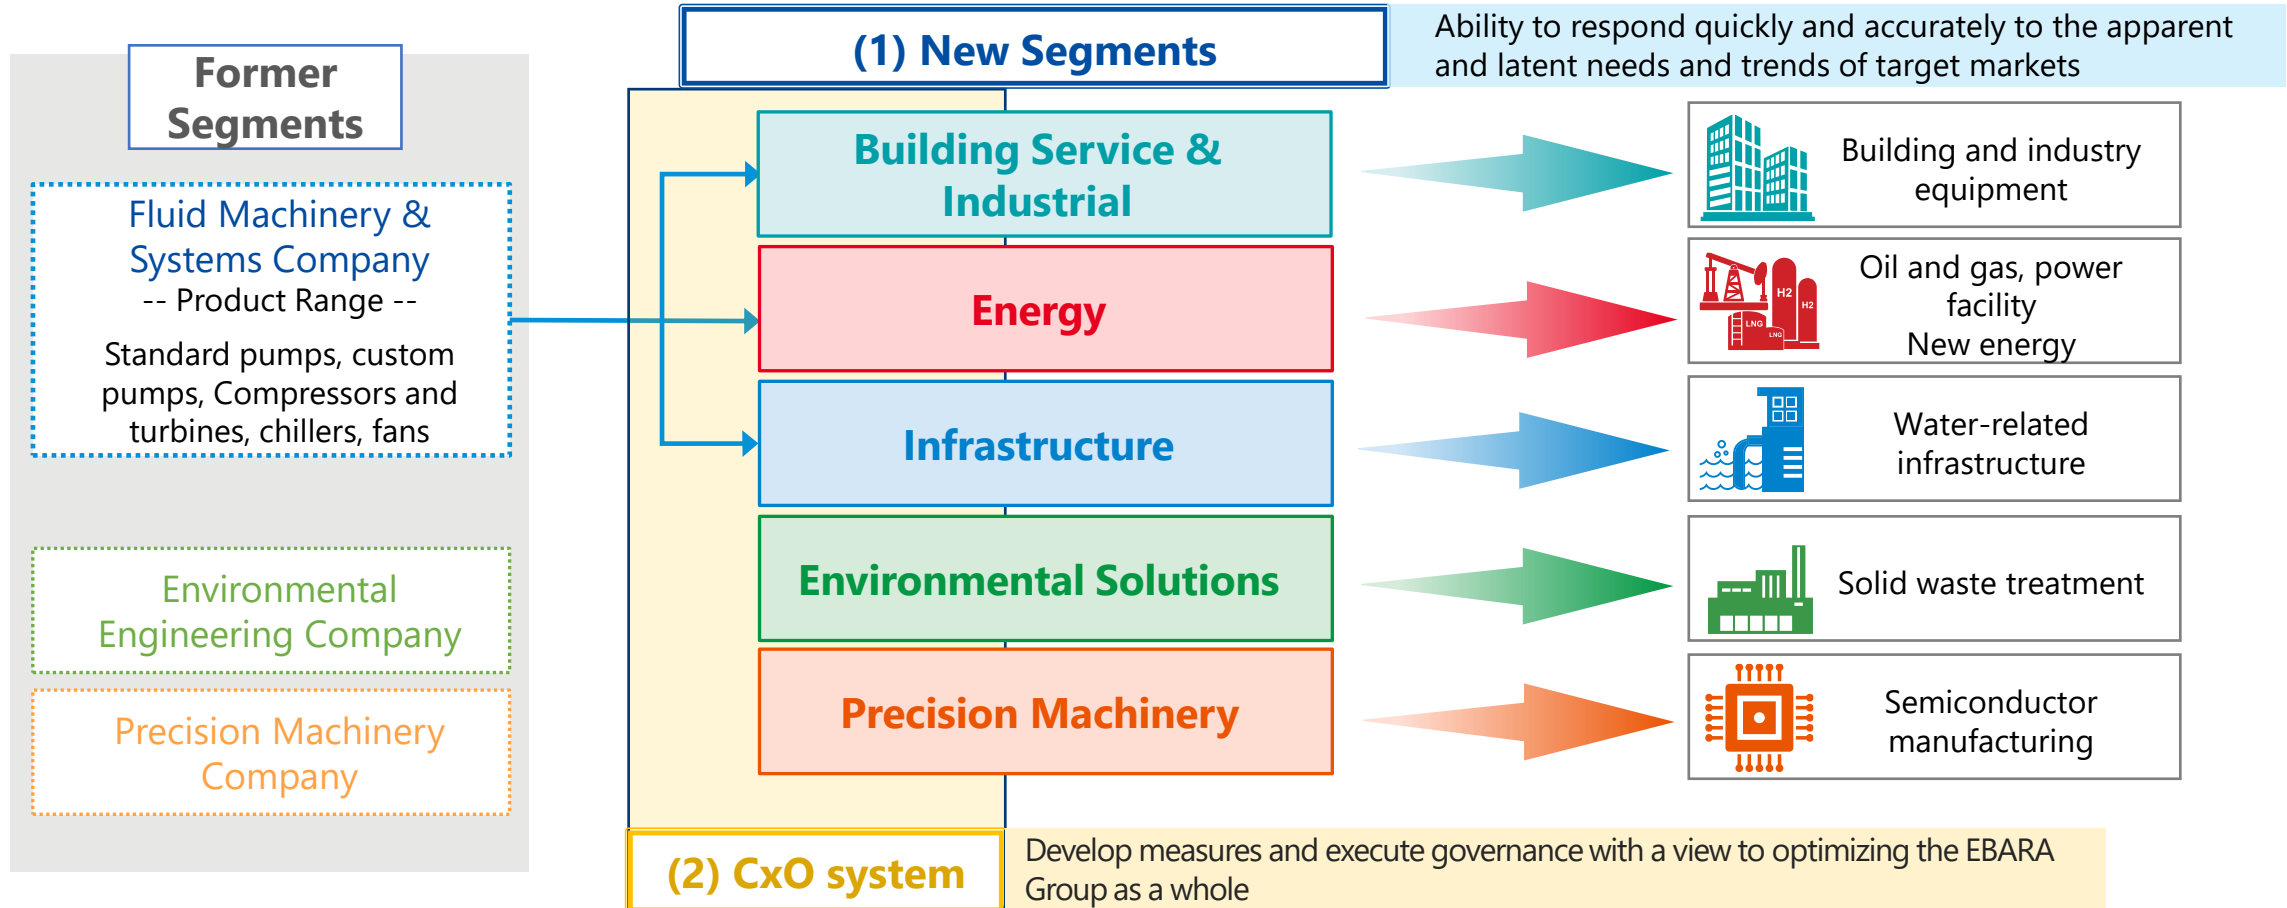 Former
Segments
Fluid Machinery &
Systems Company
-- Product Range --
Standard pumps, custom
pumps, Compressors and
turbines, chillers, fans
Environmental
Engineering Company
Precision Machinery
Company
(1) New Segments
Ability to respond quickly and accurately to the apparent
and latent needs and trends of target markets
Building Service &
Industrial
Building and industry
equipment
Energy
H2
H2
LNG
LNG
Oil and gas, power
facility
New energy
Infrastructure
Water-related
infrastructure
Environmental Solutions
Solid waste treatment
Precision Machinery
Semiconductor
manufacturing
(2) CxO system
Develop measures and execute governance with a view to optimizing the EBARA
Group as a whole